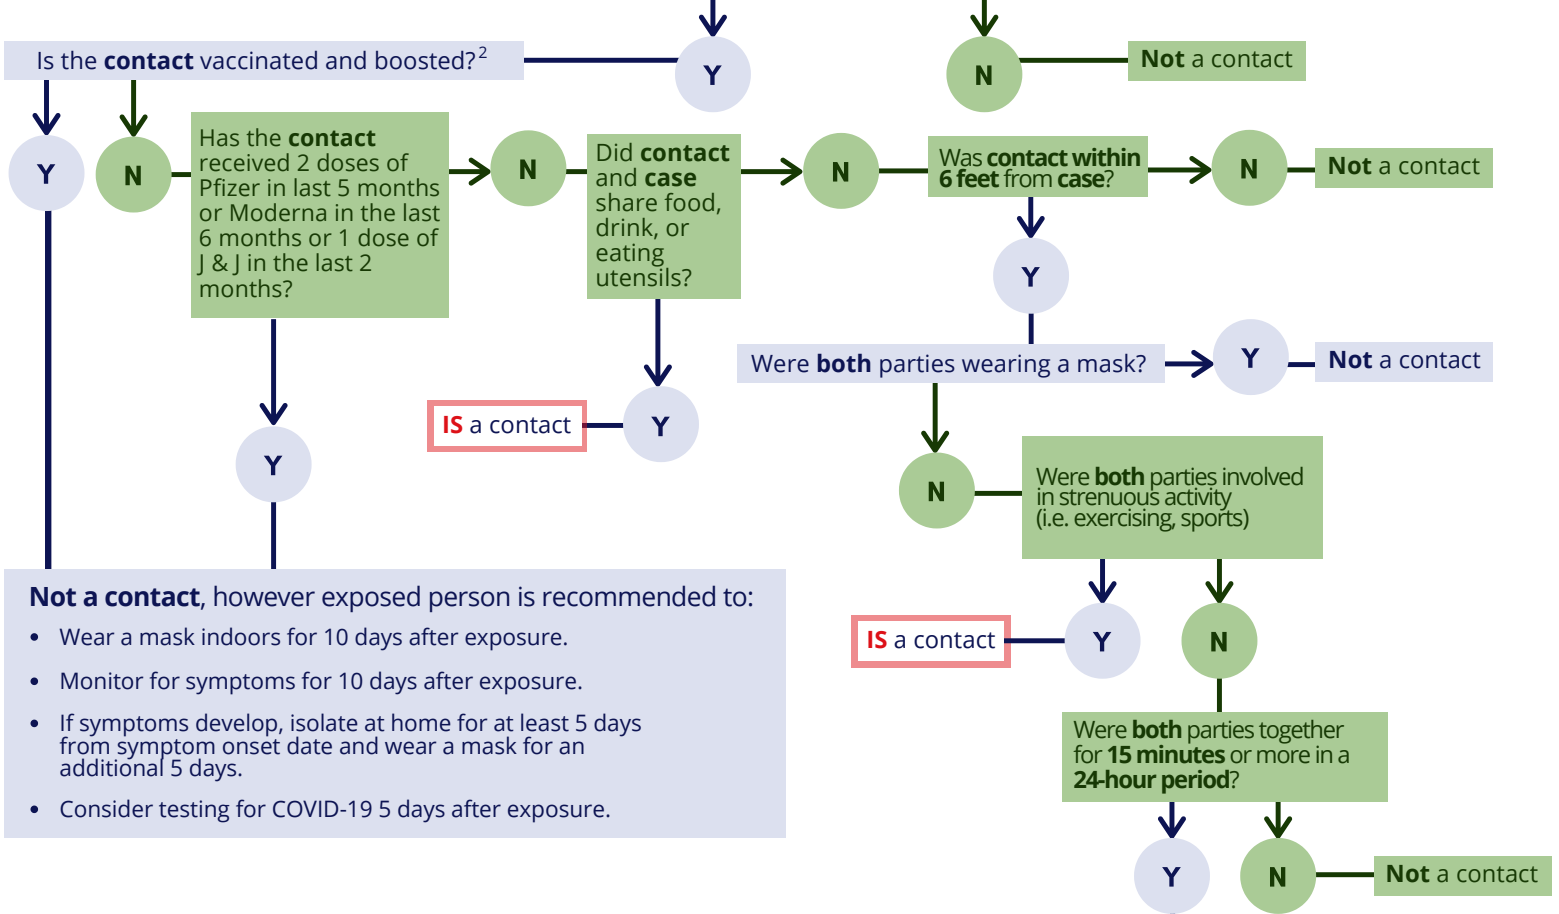 Is the contact vaccinated and boosted?2
Y
N
Not a contact
Y
N
Has the contact
received 2 doses of
Pfizer in last 5 months
or Moderna in the last
6 months or 1 dose of
J & J in the last 2
months?
N
Did contact
and case
share food,
drink, or
eating
utensils?
N
Was contact within
6 feet from case?
N
Not a contact
Y
Were both parties wearing a mask?
Y
Not a contact
IS a contact
Y
Y
N
Were both parties involved
in strenuous activity
(i.e. exercising, sports)
IS a contact
Y
N
Not a contact, however exposed person is recommended to:
• Wear a mask indoors for 10 days after exposure.
• Monitor for symptoms for 10 days after exposure.
• If symptoms develop, isolate at home for at least 5 days
from symptom onset date and wear a mask for an
additional 5 days.
• Consider testing for COVID-19 5 days after exposure.
Were both parties together
for 15 minutes or more in a
24-hour period?
Y
N
Not a contact